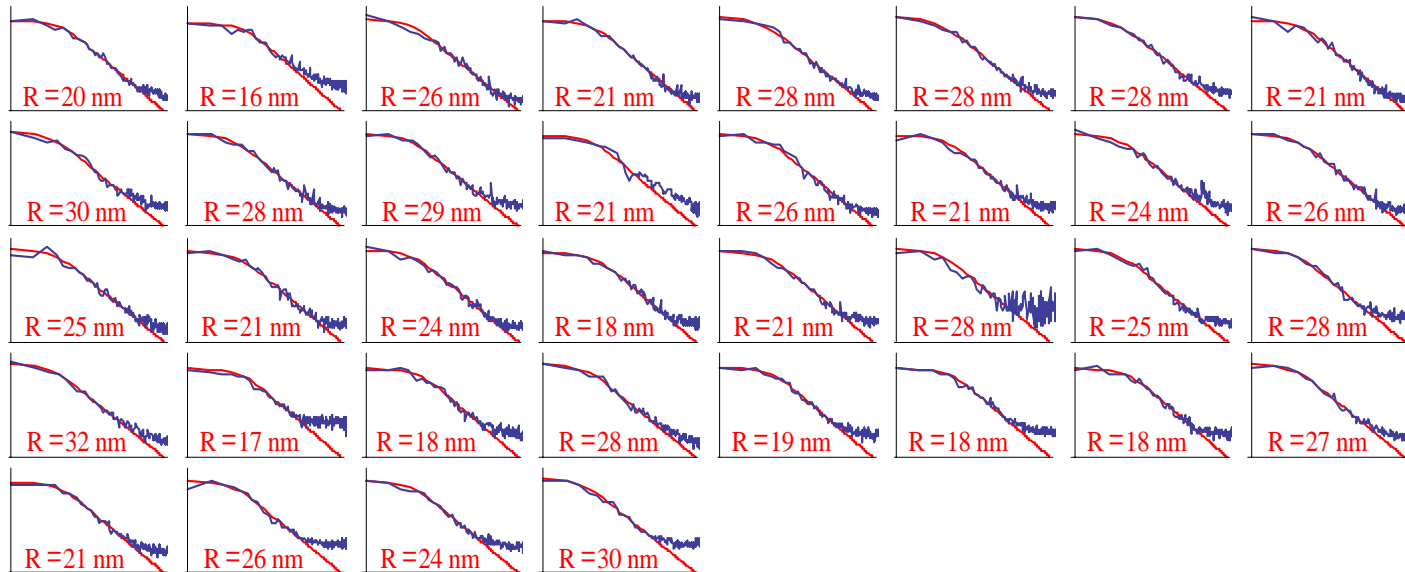 R = 20 nm R = 16 nm R = 26 nm R = 21 nm R = 28 nm R = 28 nm R = 28 nm R = 21 nm
R = 30 nm R = 28 nm R = 29 nm R = 21 nm R = 26 nm R = 21 nm R = 24 nm R = 26 nm
R = 25 nm R = 21 nm R = 24 nm R = 18 nm R = 21 nm R = 28 nm R = 25 nm R = 28 nm
R = 32 nm R = 17 nm R = 18 nm R = 28 nm R = 19 nm R = 18 nm R = 18 nm R = 27 nm
R = 21 nm R = 26 nm R = 24 nm R = 30 nm